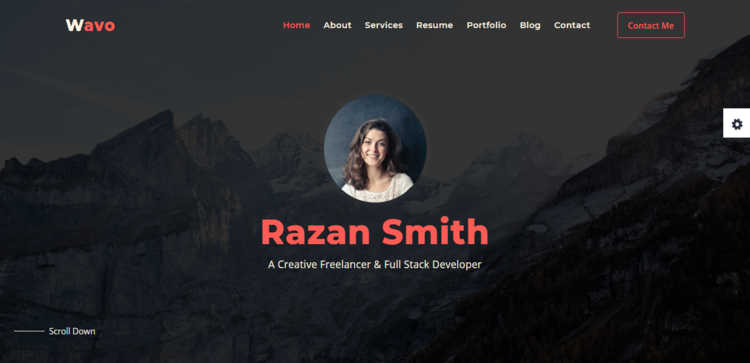 Wavo
Home About Services Resume Portfolio Blog Contact Contact Me
Razan Smith
A Creative Freelancer & Full Stack Developer
Scroll Down